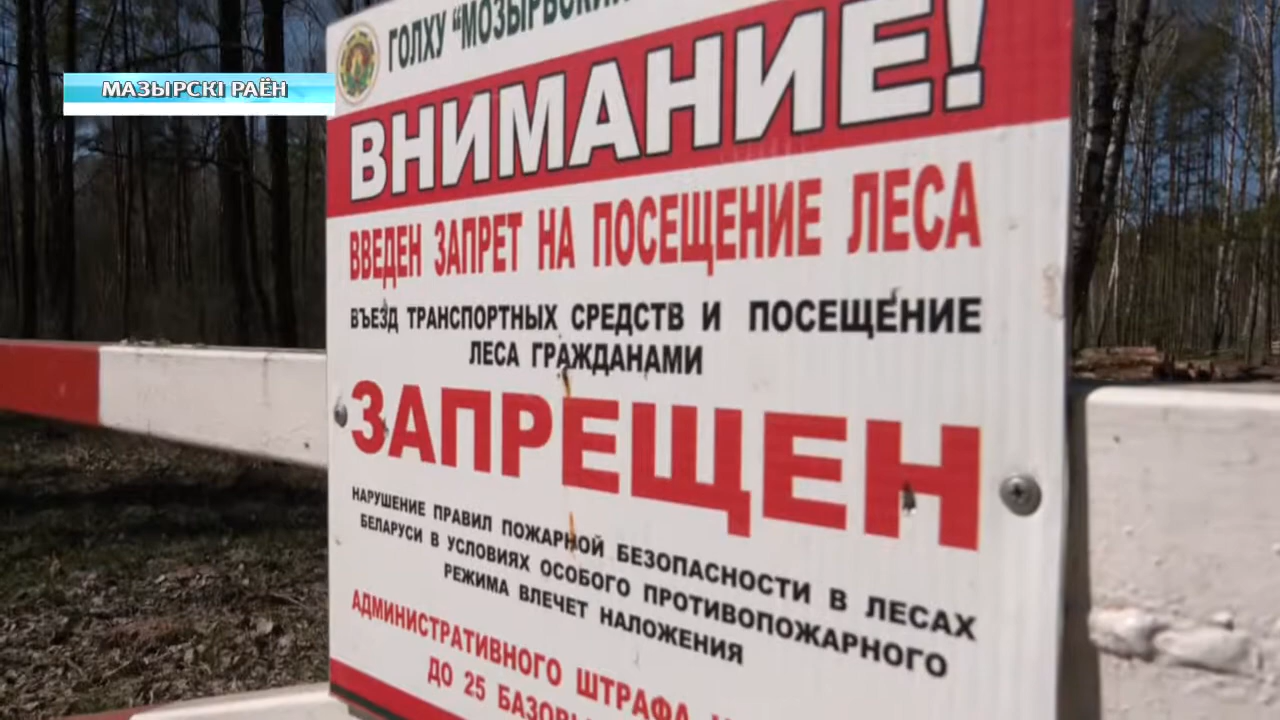 МАЗЫРСКІ РАЁН
ГОЛХУ "МОЗЫРЬСКИЙ
ВНИМАНИЕ!
ВВЕДЕН ЗАПРЕТ НА ПОСЕЩЕНИЕ ЛЕСА
ВЪЕЗД ТРАНСПОРТНЫХ СРЕДСТВ И ПОСЕЩЕНИЕ
ЛЕСА ГРАЖДАНАМИ
ЗАПРЕЩЕН
НАРУШЕНИЕ ПРАВИЛ ПОЖАРНОЙ БЕЗОПАСНОСТИ В ЛЕСАХ
БЕЛАРУСИ В УСЛОВИЯХ ОСОБОГО ПРОТИВОПОЖАРНОГО
РЕЖИМА ВЛЕЧЕТ НАЛОЖЕНИЯ
АДМИНИСТРАТИВНОГО ШТРАФА
ДО 25